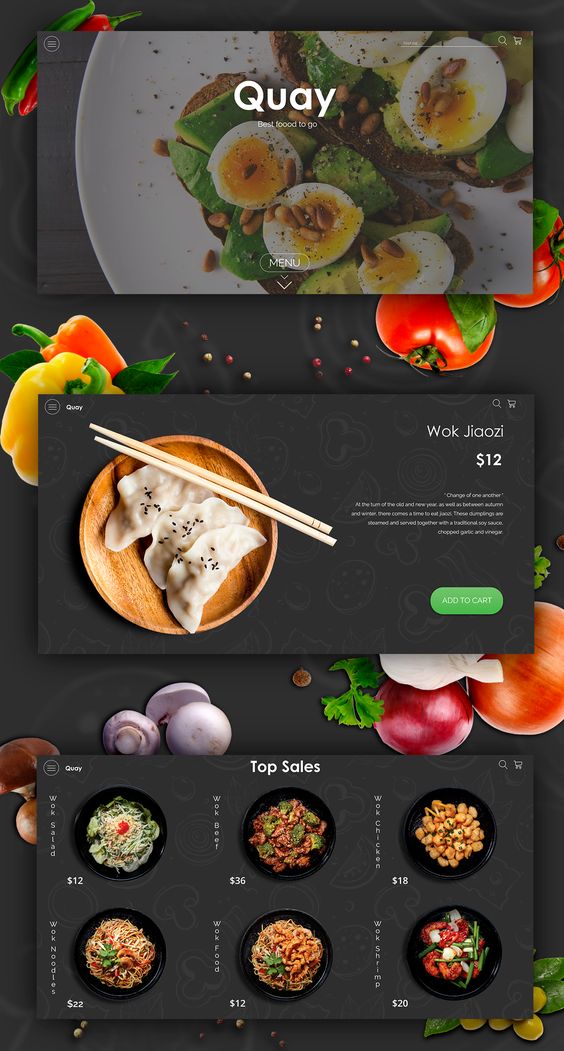 Quay
Best foood to go
MENU
Quay
Wok Jiaozi
$12
" Change of one another "
At the turn of the old and new year, as well as between autumn
and winter, there comes a time to eat jiaozi. These dumplings are
steamed and served together with a traditional soy sauce,
chopped garlic and vinegar.
ADD TO CART
Quay
Top Sales
Wok Salad
$12
Wok Beef
$36
Wok Chicken
$18
Wok Noodles
$22
Wok Food
$12
Wok Shrimp
$20